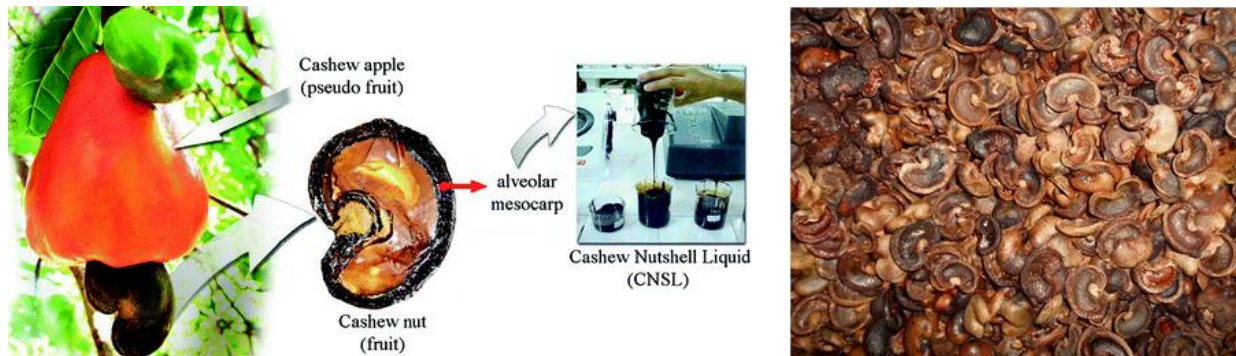 Cashew apple
(pseudo fruit)
alveolar
mesocarp
Cashew Nutshell Liquid
(CNSL)
Cashew nut
(fruit)